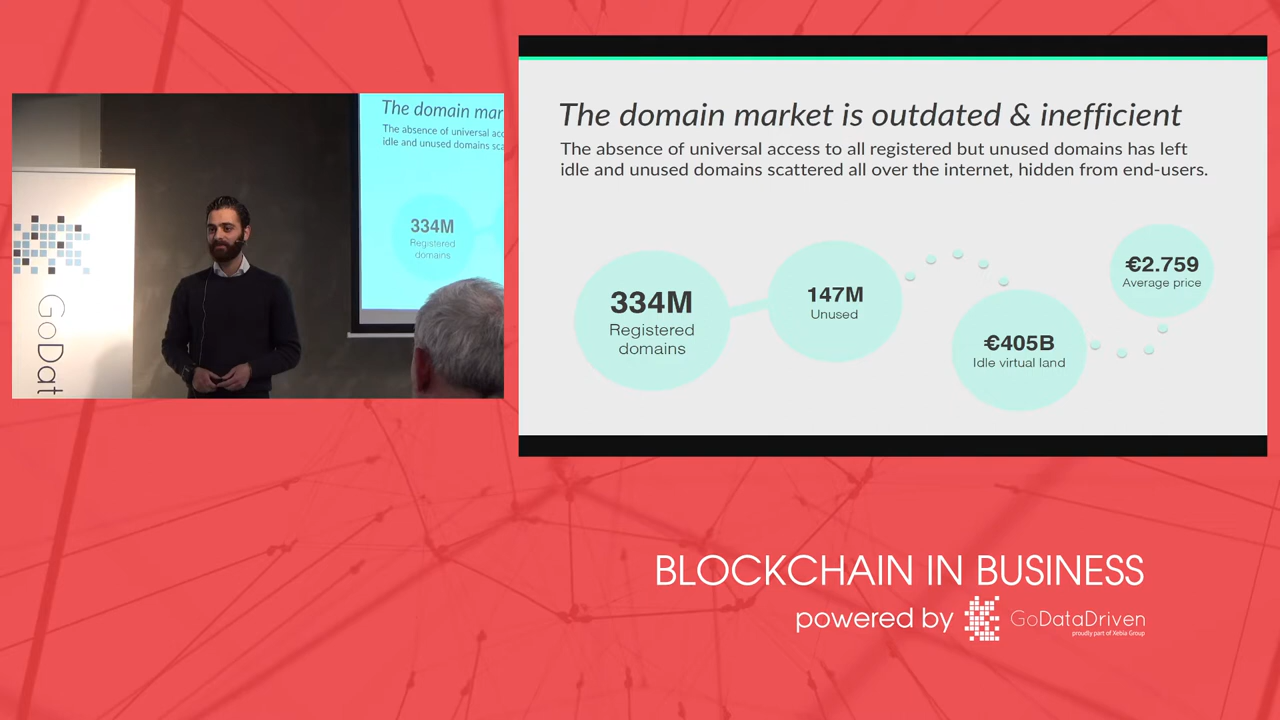 The domain mar
The absence of universal acc
idle and unused domains sca
334M
Registered
domains
GoDat
The domain market is outdated & inefficient
The absence of universal access to all registered but unused domains has left
idle and unused domains scattered all over the internet, hidden from end-users.
334M
Registered
domains
147M
Unused
€405B
Idle virtual land
€2.759
Average price
BLOCKCHAIN IN BUSINESS
powered by GoDataDriven
proudly part of Xebia Group